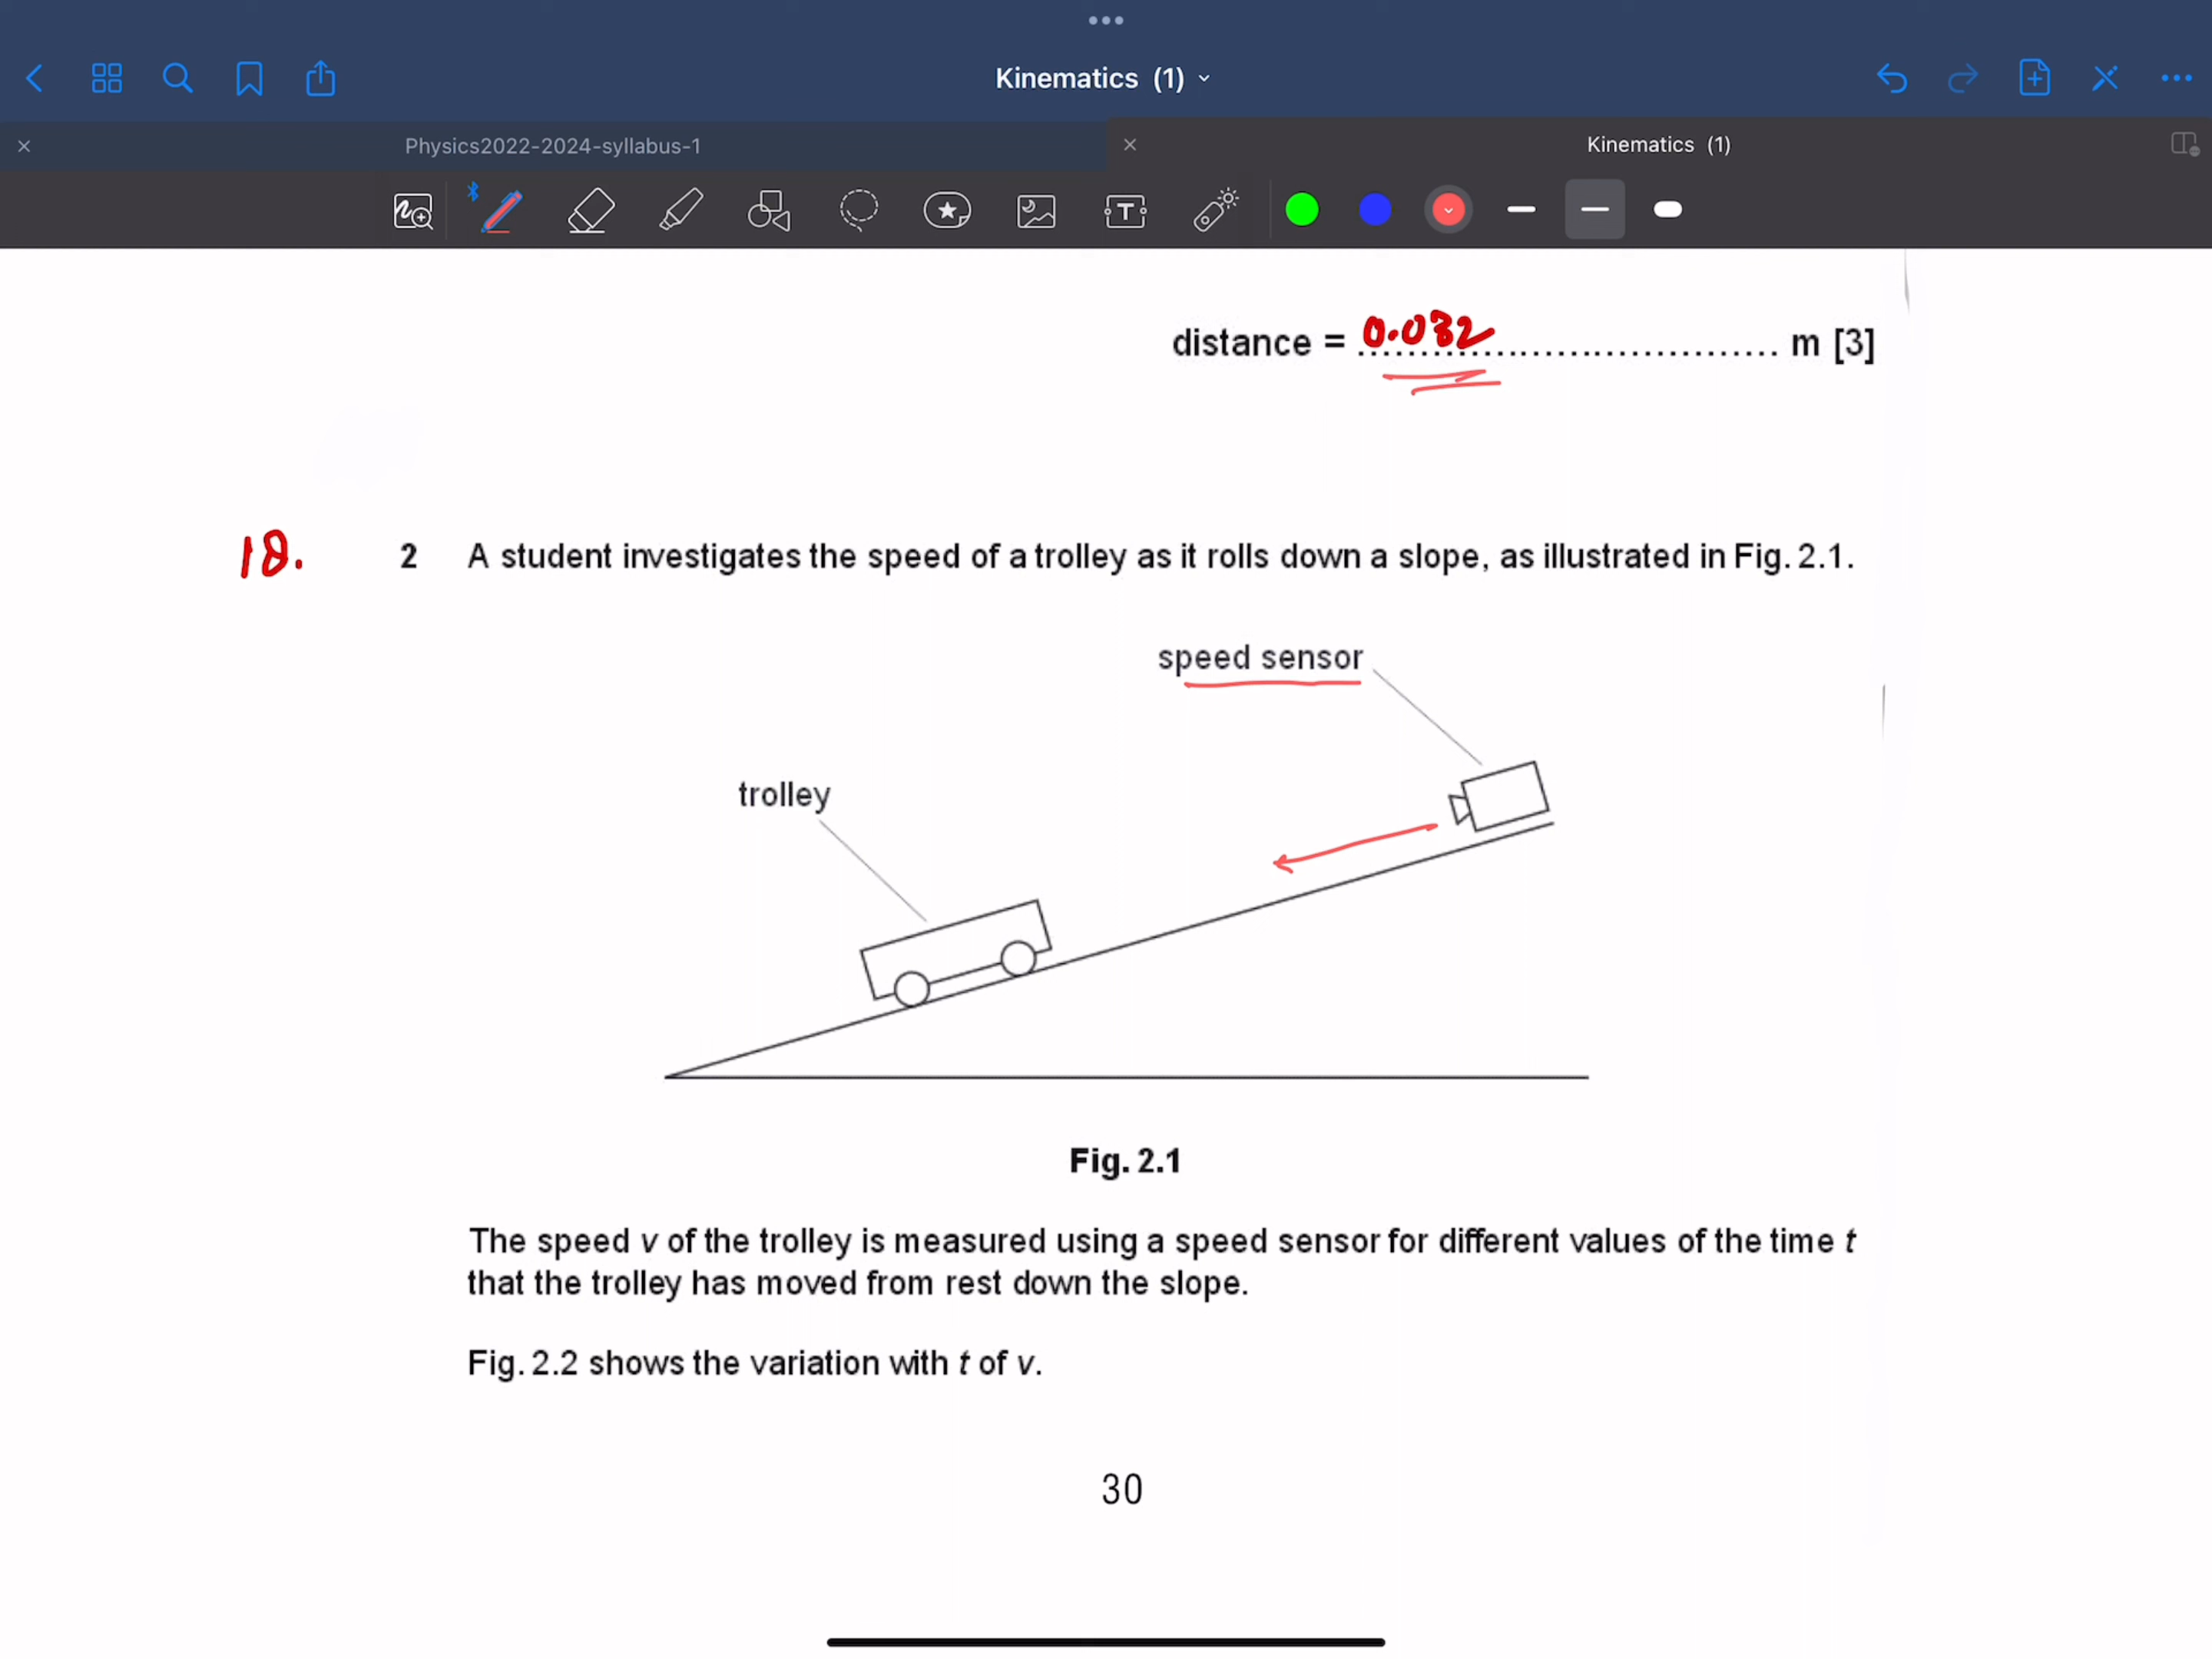 Kinematics (1)
Physics2022-2024-syllabus-1
Kinematics (1)
T
distance = 0.032 m [3]
18. 2 A student investigates the speed of a trolley as it rolls down a slope, as illustrated in Fig. 2.1.
speed sensor
trolley
Fig. 2.1
The speed v of the trolley is measured using a speed sensor for different values of the time t
that the trolley has moved from rest down the slope.
Fig. 2.2 shows the variation with t of v.
30